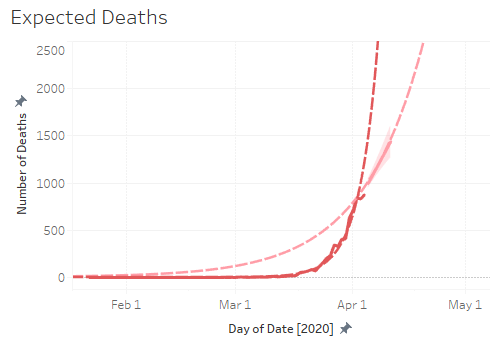 Expected Deaths
2500
2000
1500
1000
500
0
Number of Deaths
Feb 1 Mar 1 Apr 1 May 1
Day of Date [2020]